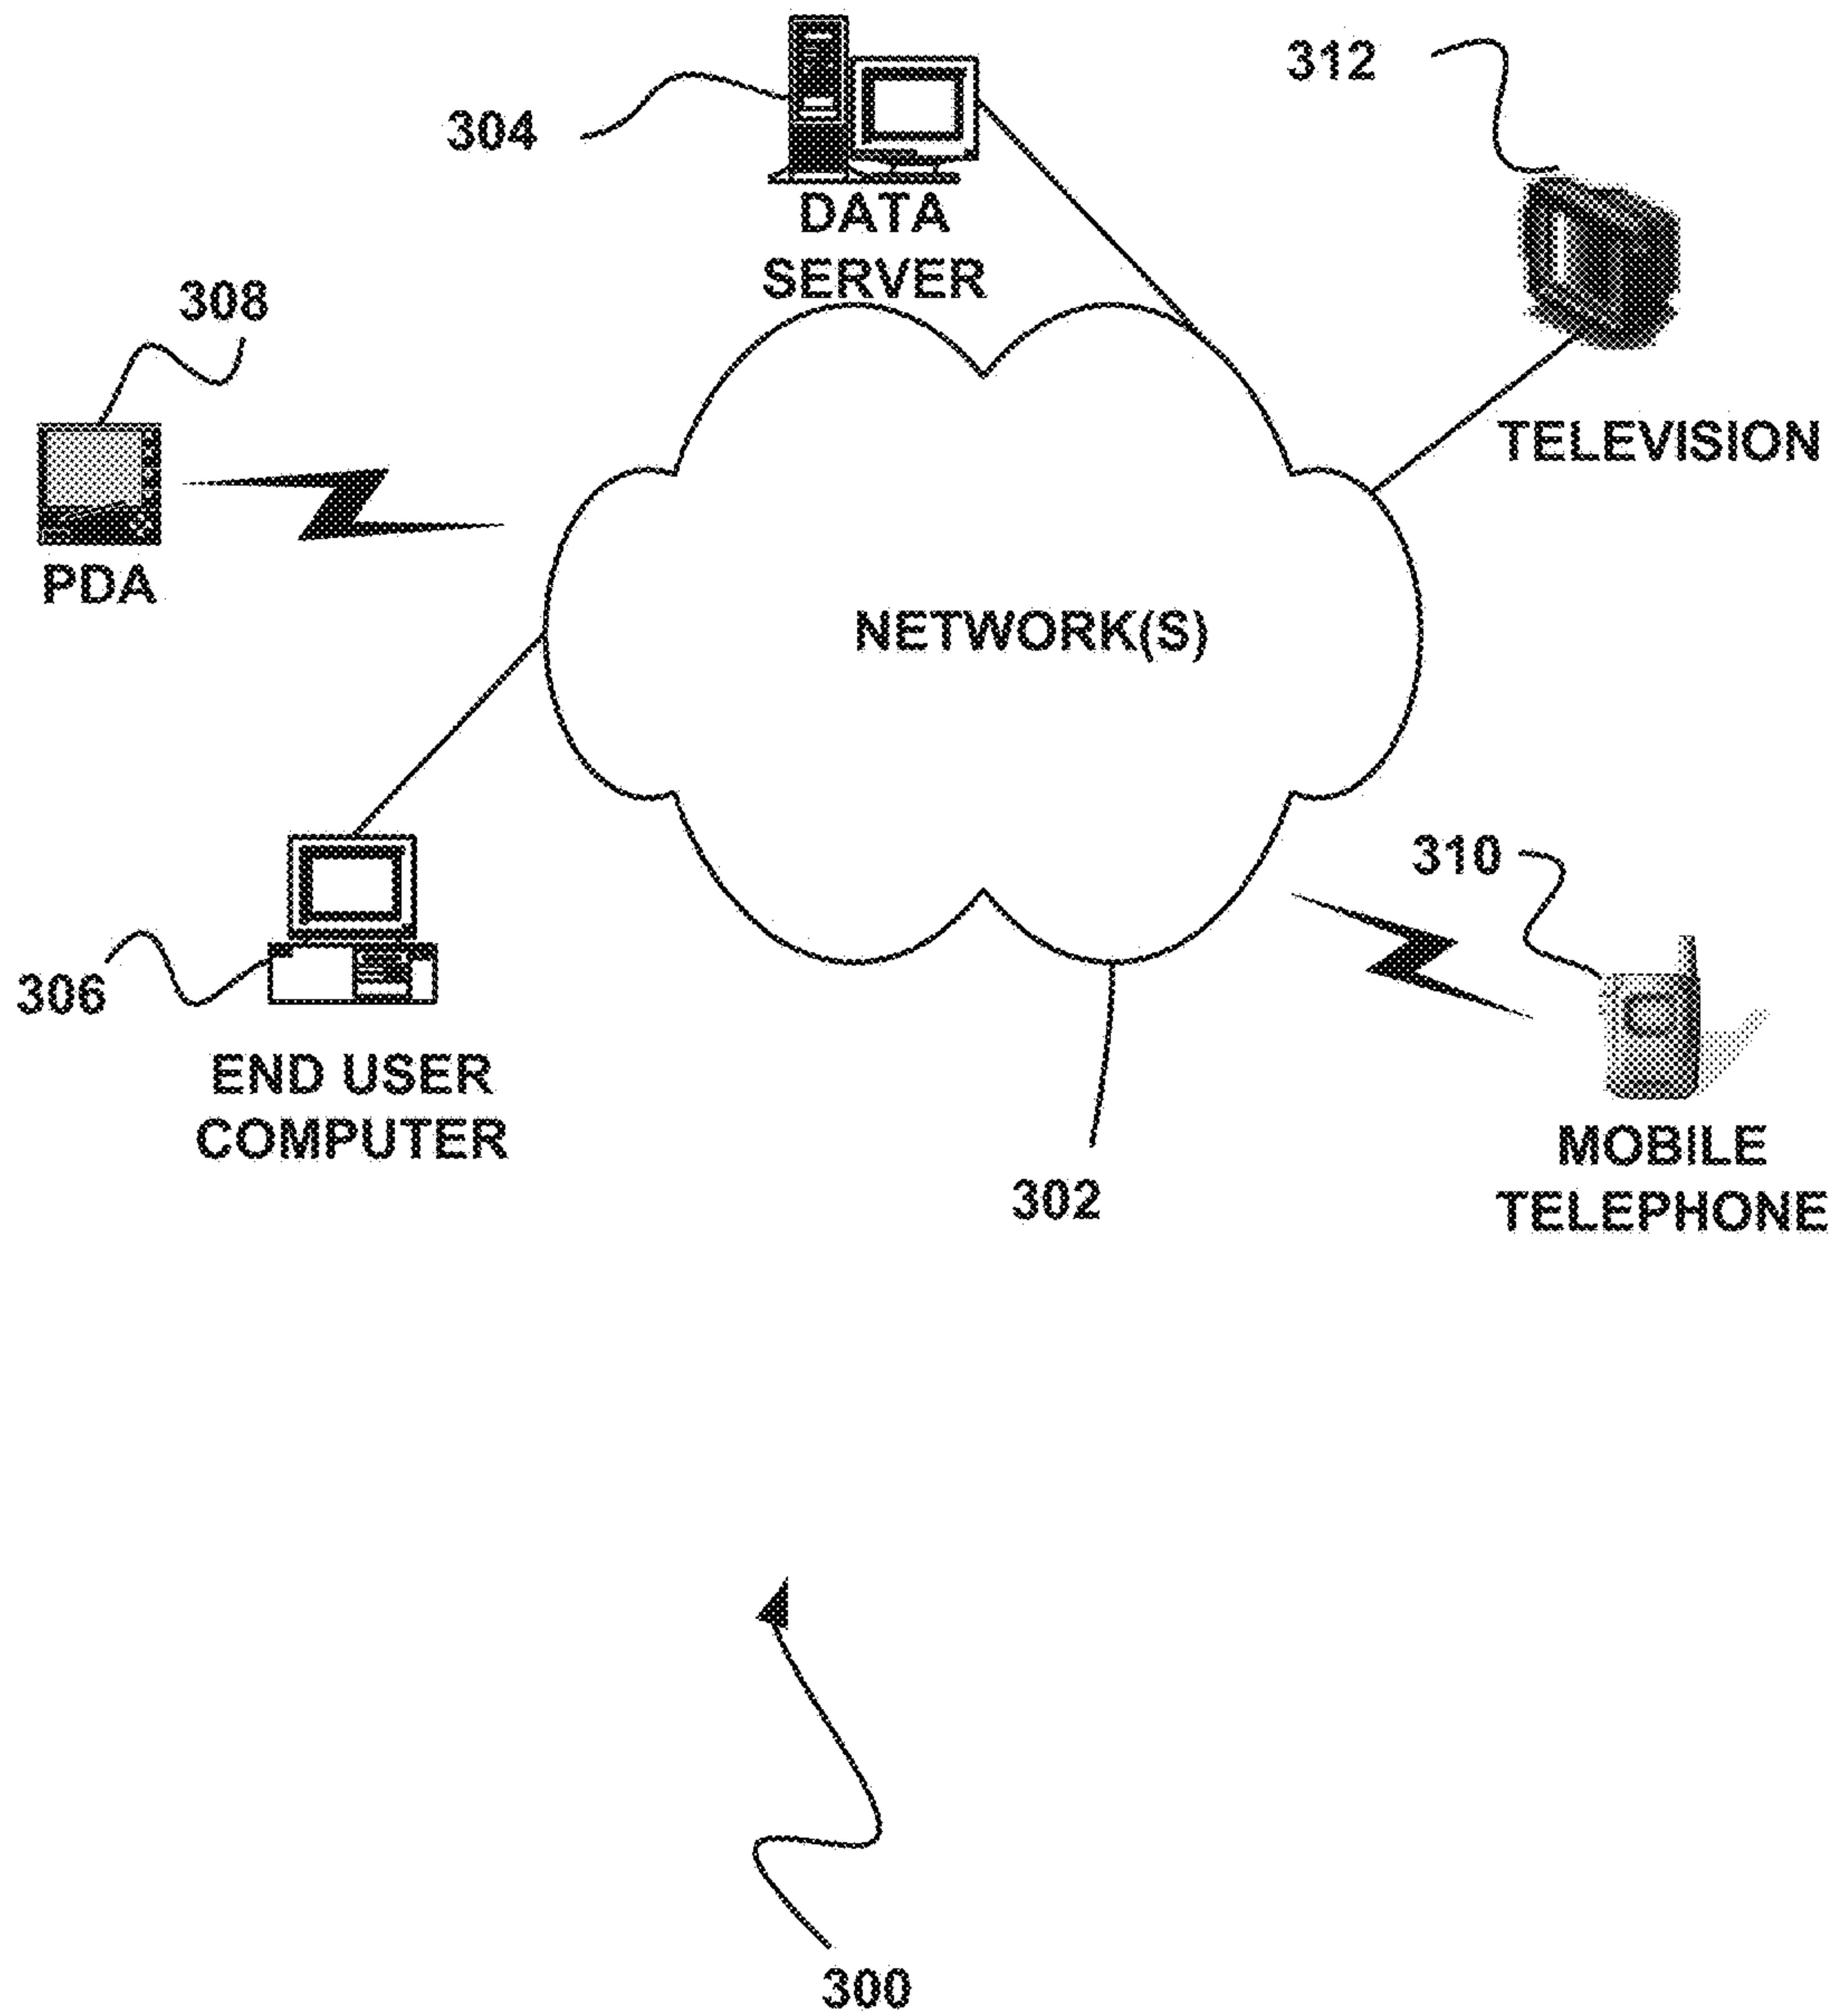 304
312
DATA
SERVER
308
TELEVISION
PDA
NETWORK(S)
310
306
END USER
COMPUTER
302
MOBILE
TELEPHONE
300